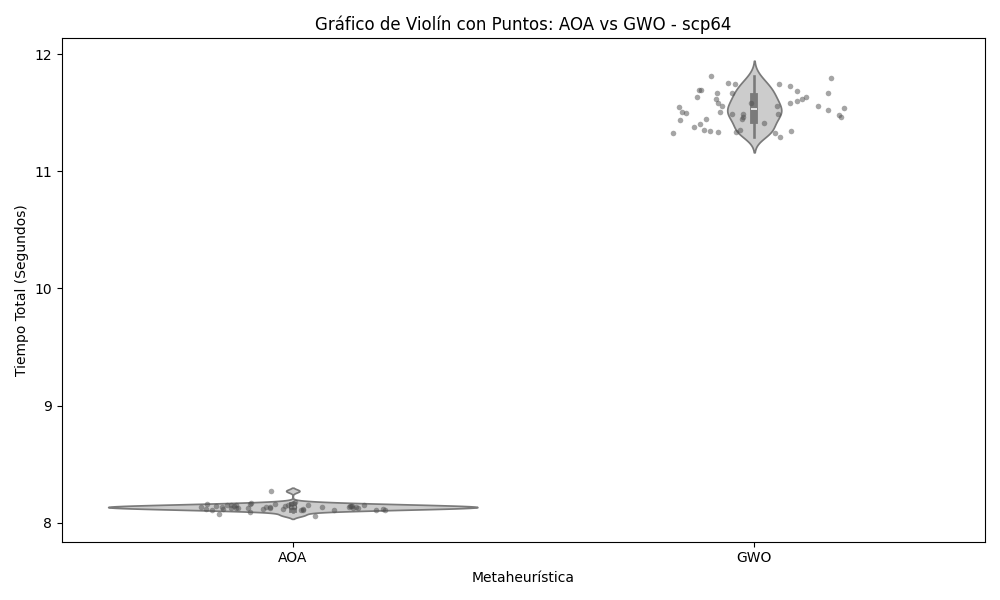 Gráfico de Violín con Puntos: AOA vs GWO - scp64
Tiempo Total (Segundos)
12
11
10
9
8
AOA
GWO
Metaheurística